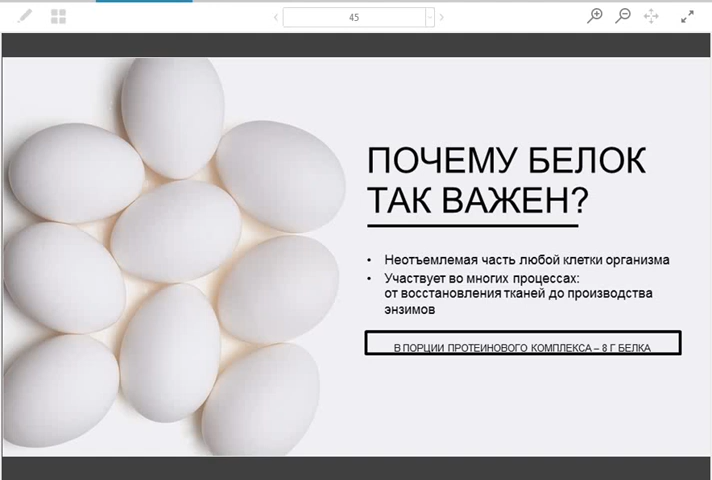 45
ПОЧЕМУ БЕЛОК
ТАК ВАЖЕН?
• Неотъемлемая часть любой клетки организма
• Участвует во многих процессах:
от восстановления тканей до производства
энзимов
В ПОРЦИИ ПРОТЕИНОВОГО КОМПЛЕКСА – 8 Г БЕЛКА